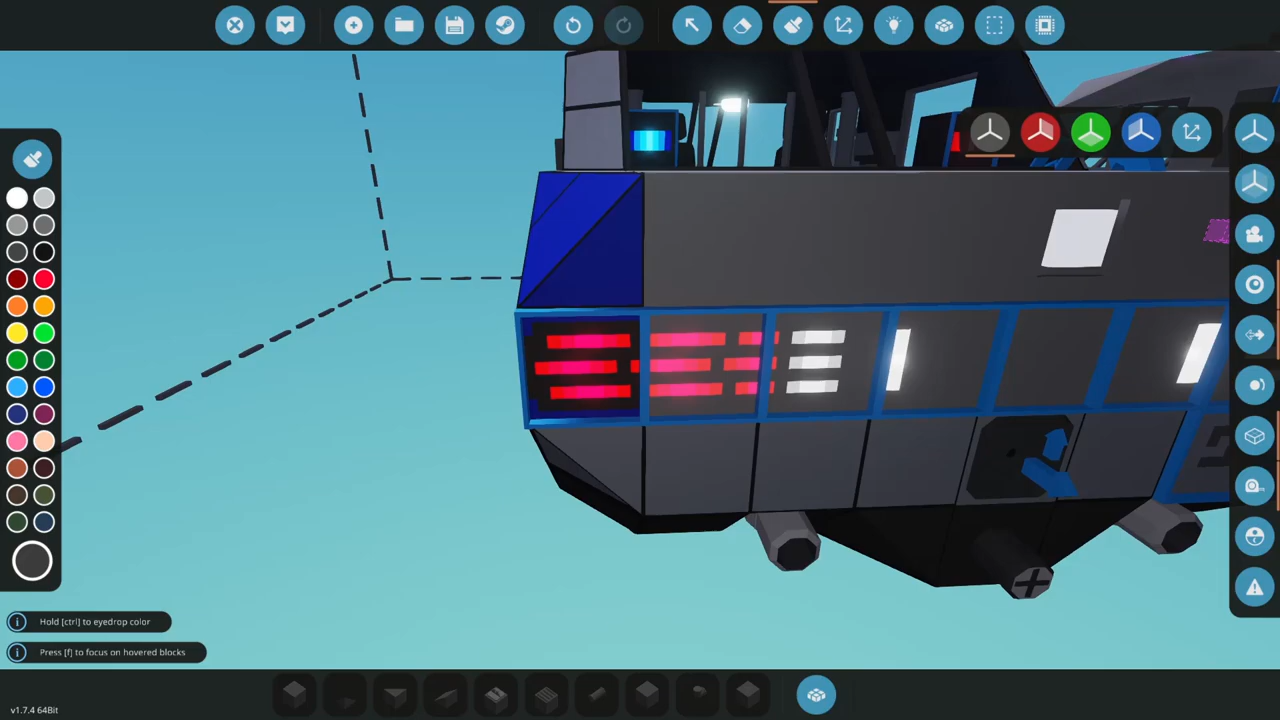 Hold [ctrl] to eyedrop color
Press [f] to focus on hovered blocks
v1.7.4 64Bit